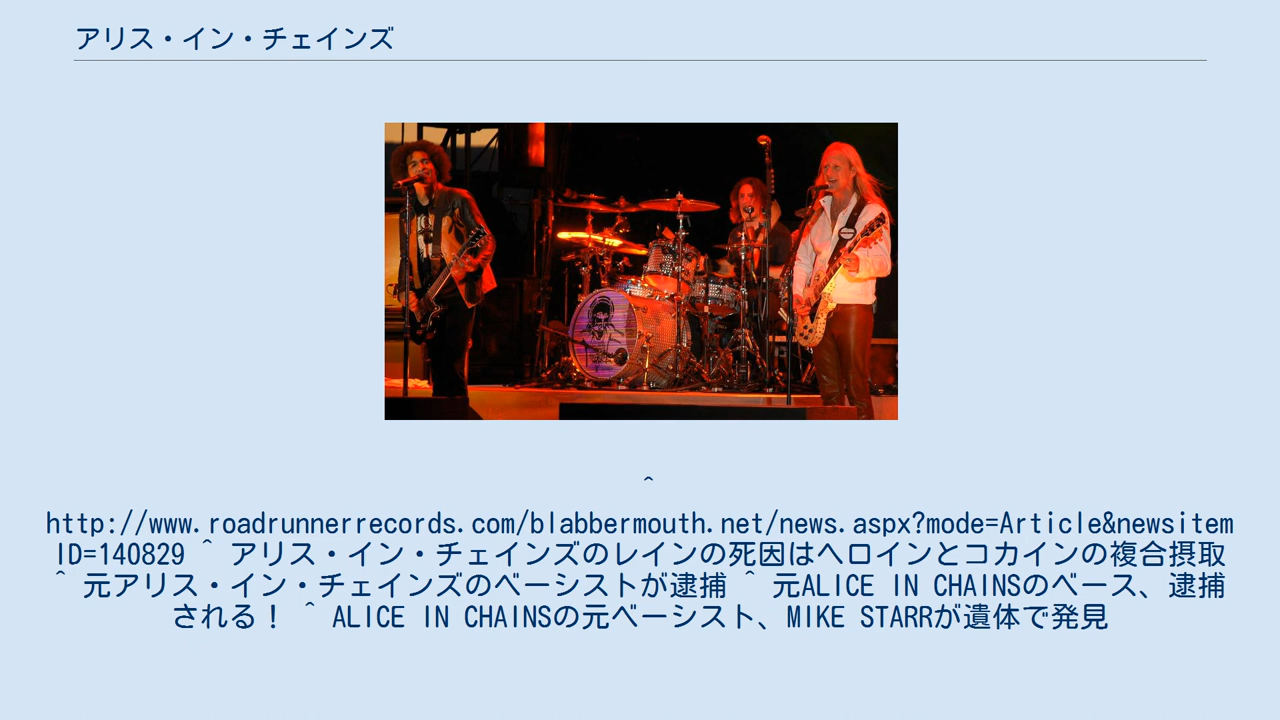 アリス・イン・チェインズ
^
http://www.roadrunnerrecords.com/blabbermouth.net/news.aspx?mode=Article&newsitem
ID=140829 ^ アリス・イン・チェインズのレインの死因はヘロインとコカインの複合摂取
^ 元アリス・イン・チェインズのベーシストが逮捕 ^ 元ALICE IN CHAINSのベース、逮捕
される！ ^ ALICE IN CHAINSの元ベーシスト、MIKE STARRが遺体で発見